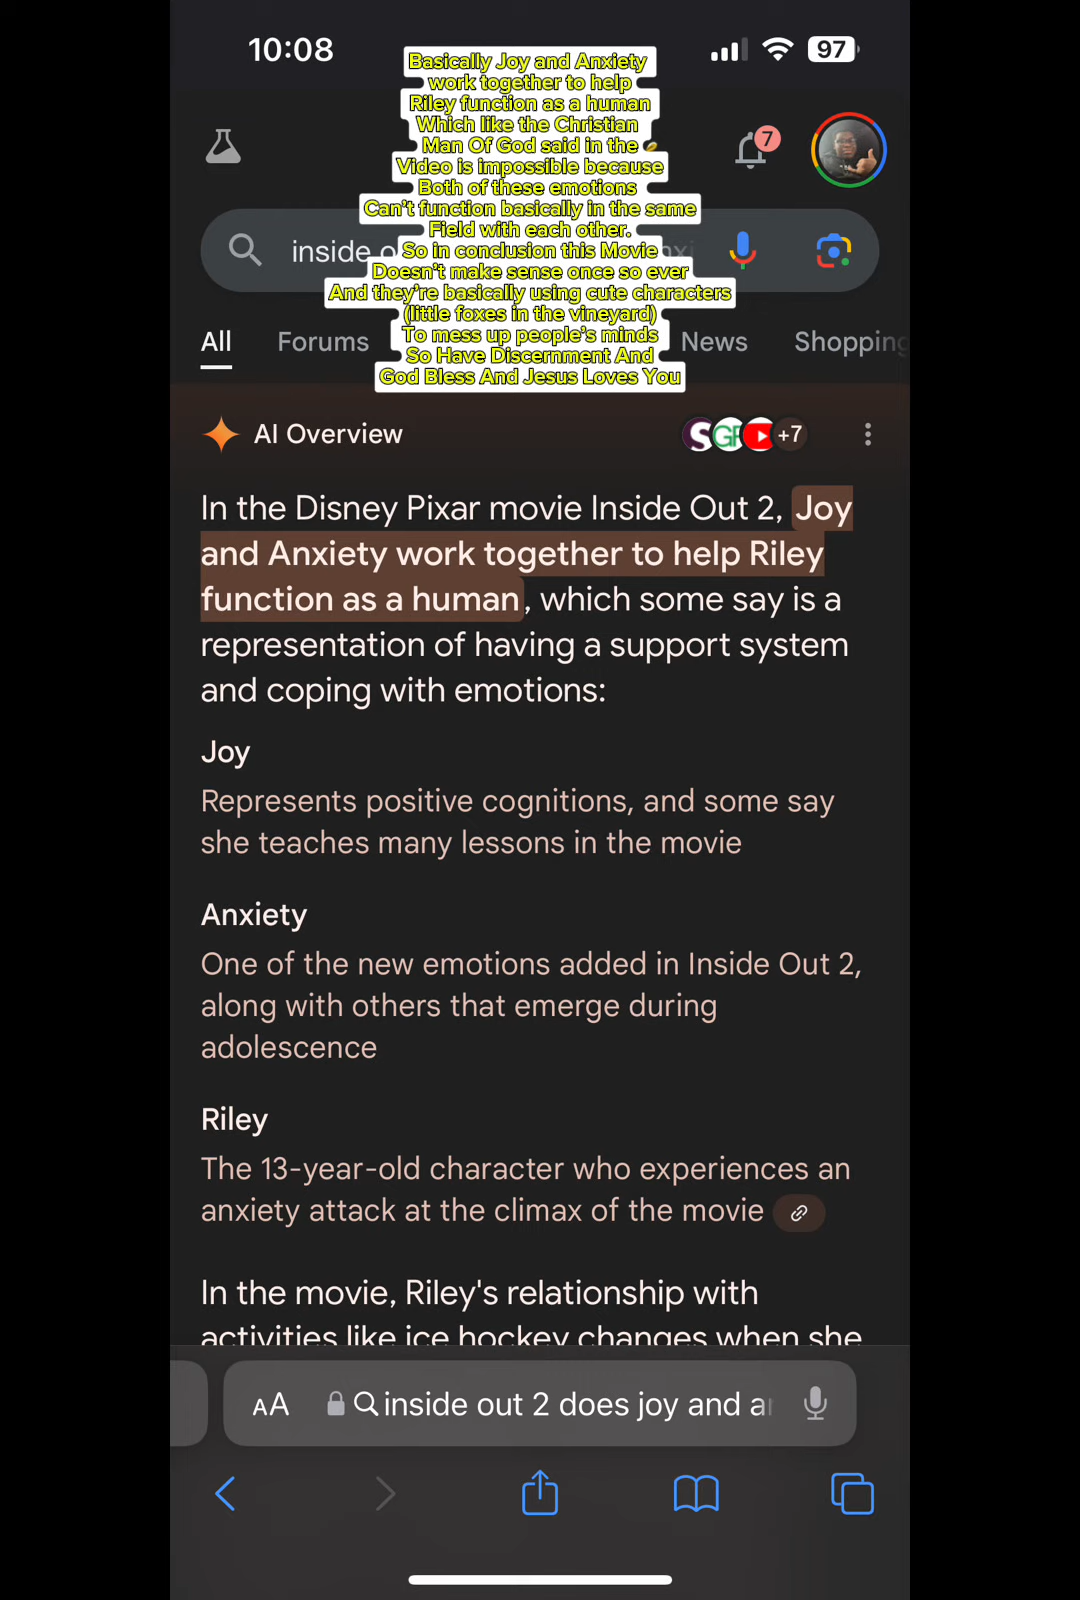 10:08
97
Basically Joy and Anxiety
work together to help
Riley function as a human
Which like the Christian
Man Of God said in the
Video is impossible because
Both of these emotions
Can't function basically in the same
Field with each other.
So in conclusion this Movie
Doesn't make sense once so ever
And they're basically using cute characters
(little foxes in the vineyard)
To mess up people's minds
So Have Discernment And
God Bless And Jesus Loves You
7
inside
All
Forums
News
Shopping
AI Overview
+7
In the Disney Pixar movie Inside Out 2, Joy
and Anxiety work together to help Riley
function as a human, which some say is a
representation of having a support system
and coping with emotions:
Joy
Represents positive cognitions, and some say
she teaches many lessons in the movie
Anxiety
One of the new emotions added in Inside Out 2,
along with others that emerge during
adolescence
Riley
The 13-year-old character who experiences an
anxiety attack at the climax of the movie
In the movie, Riley's relationship with
activities like ice hockey changes when she
AA
inside out 2 does joy and a